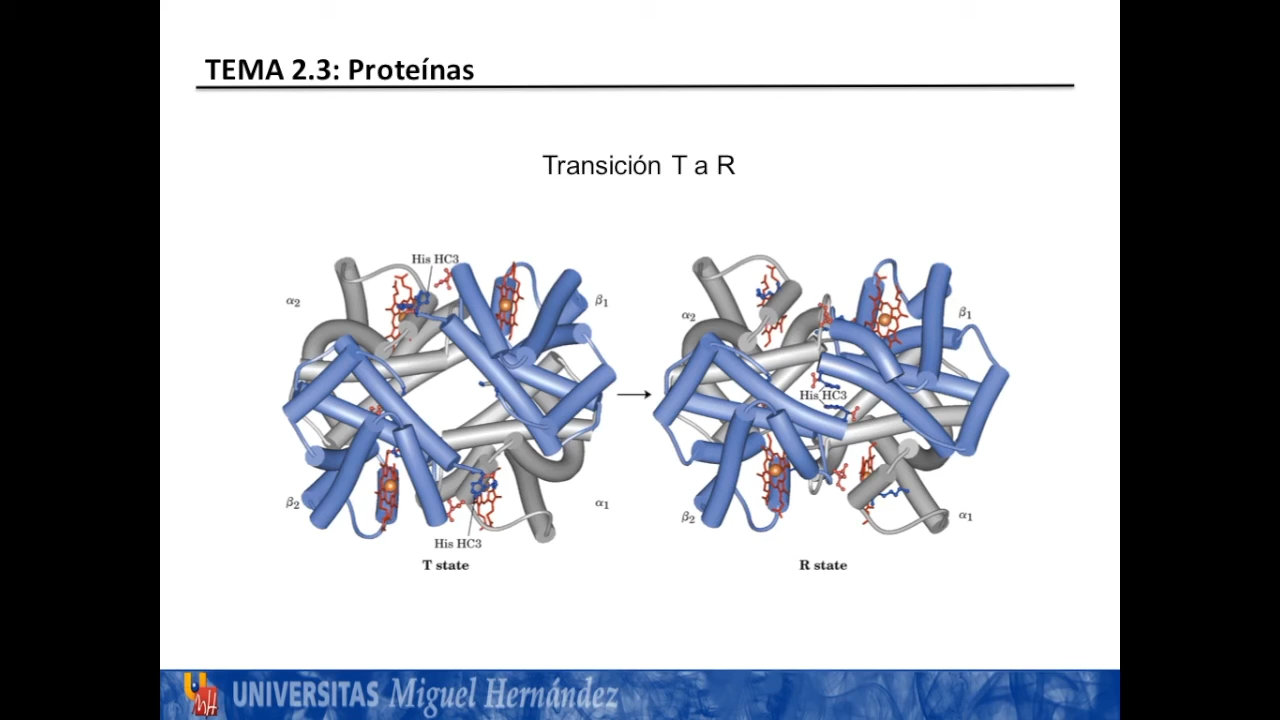 TEMA 2.3: Proteínas
Transición T a R
His HC3
α2
β1
β2
α1
His HC3
T state
α2
β1
His HC3
β2
α1
R state
UNIVERSITAS Miguel Hernández